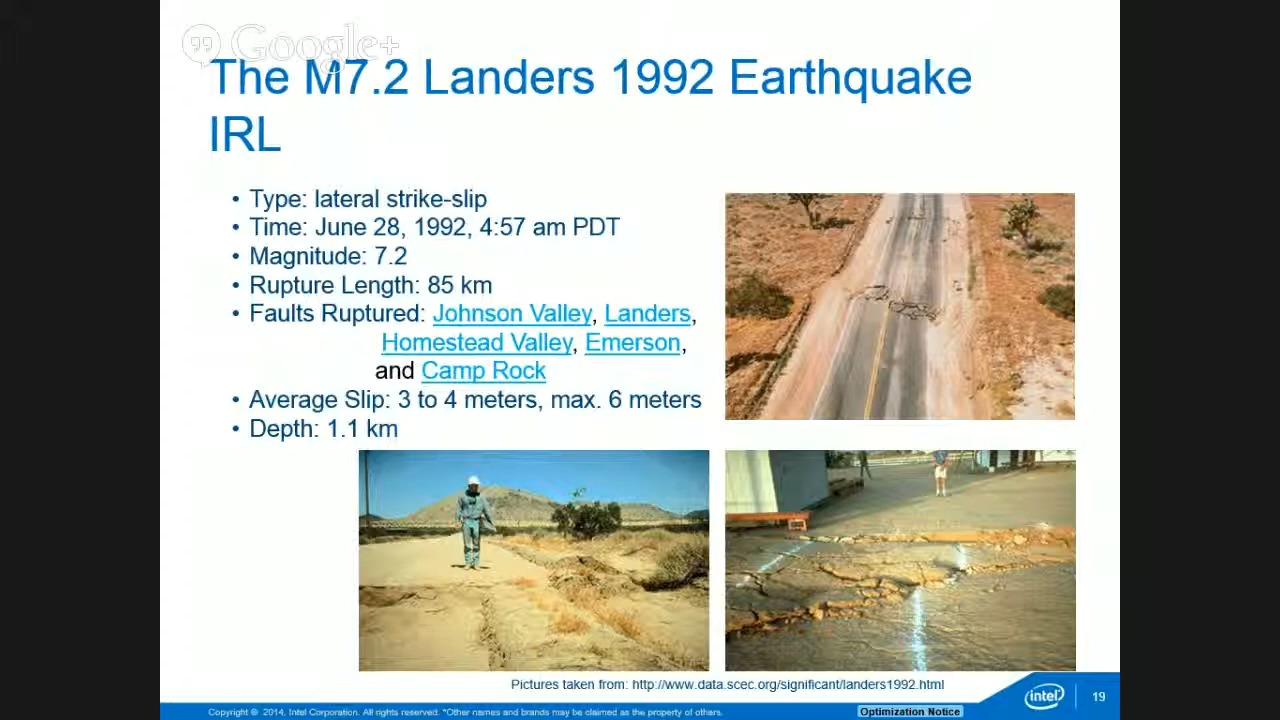 Google+
The M7.2 Landers 1992 Earthquake
IRL
• Type: lateral strike-slip
• Time: June 28, 1992, 4:57 am PDT
• Magnitude: 7.2
• Rupture Length: 85 km
• Faults Ruptured: Johnson Valley, Landers,
Homestead Valley, Emerson,
and Camp Rock
• Average Slip: 3 to 4 meters, max. 6 meters
• Depth: 1.1 km
Pictures taken from: http://www.data.scec.org/significant/landers1992.html
Copyright © 2014, Intel Corporation. All rights reserved. *Other names and brands may be claimed as the property of others.
Optimization Notice
intel
19